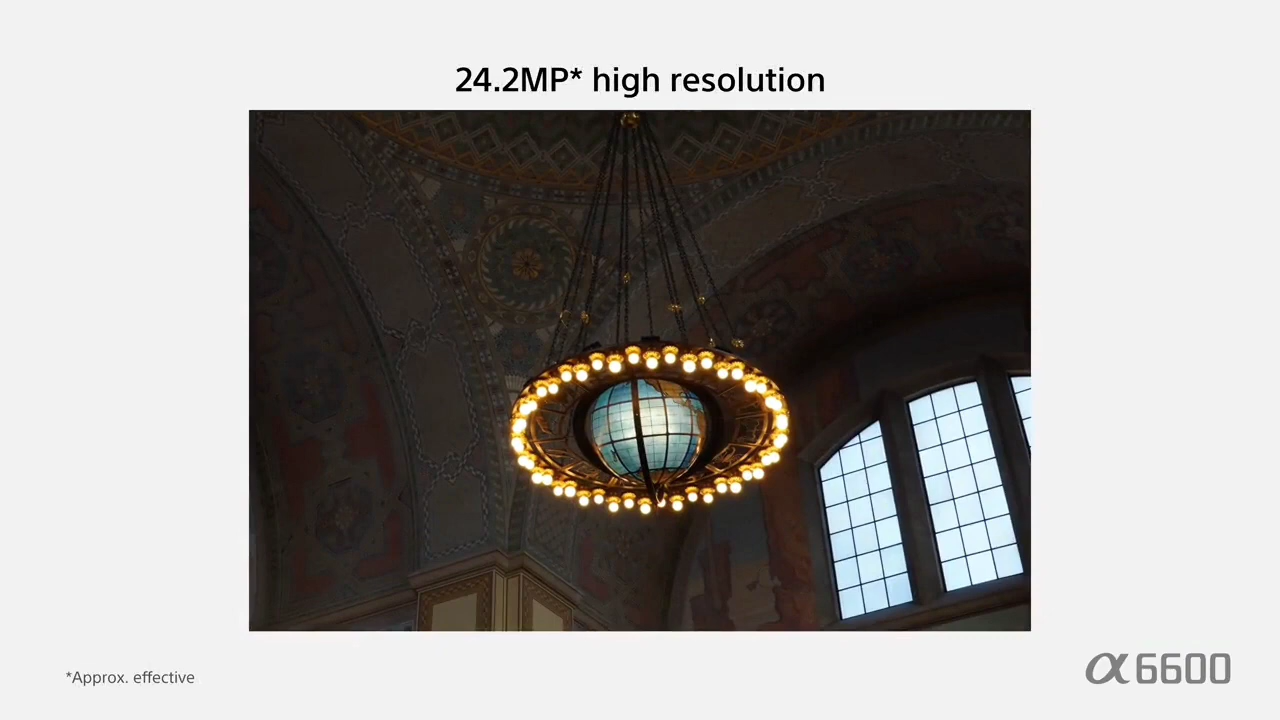 24.2MP* high resolution
*Approx. effective
α6600